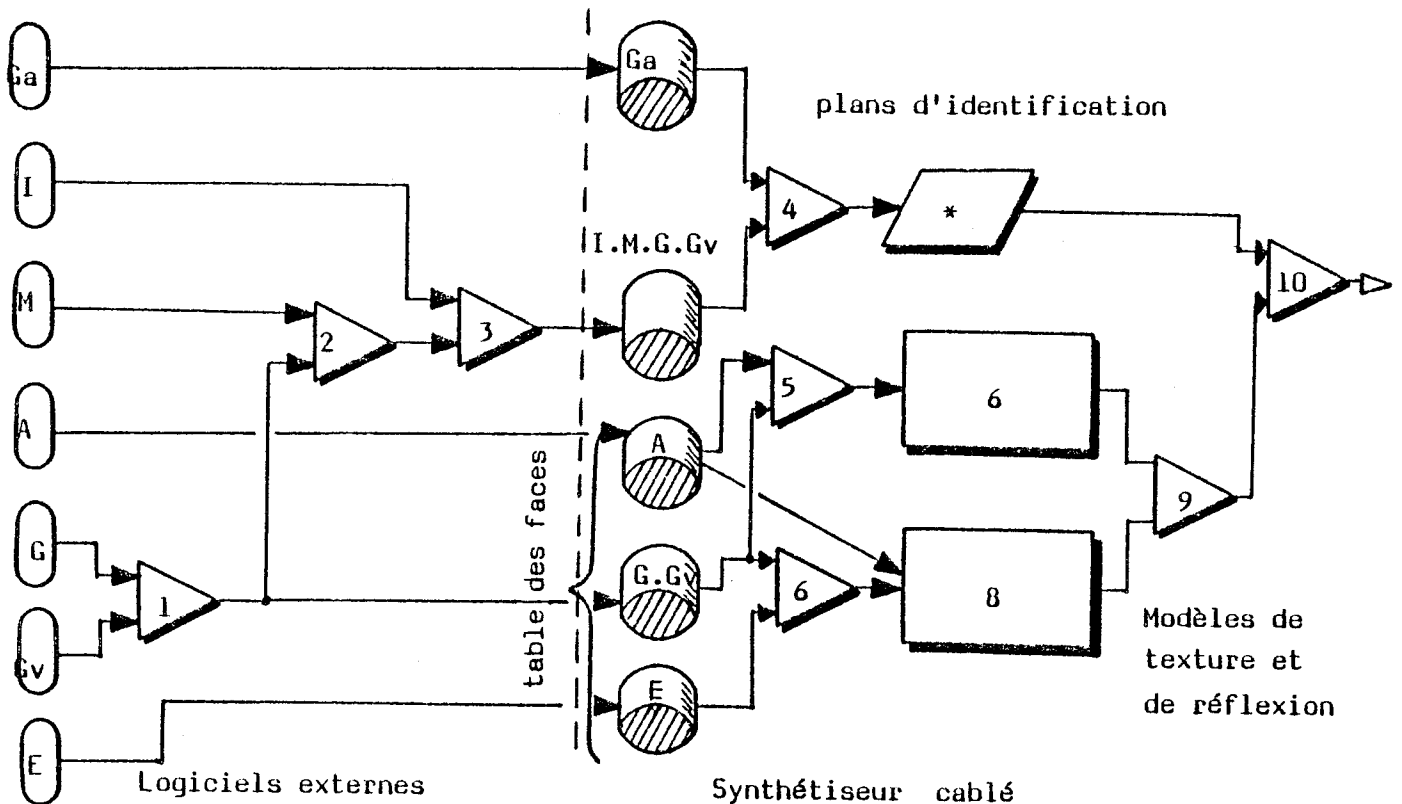 Ga
Ga
plans d'identification
I
4
*
I.M.G.Gv
10
M
2
3
5
6
A
A
table des faces
9
G
1
G.Gv
6
8
Gv
Modèles de
texture et
de réflexion
E
E
Logiciels externes
Synthétiseur cablé